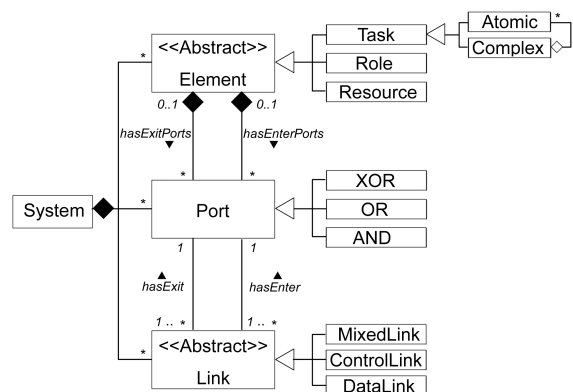 Atomic
*
<<Abstract>>
Task
Complex
*
Element
Role
Resource
0..1
0..1
hasExitPorts
hasEnterPorts
*
*
XOR
System
*
Port
OR
AND
1
1
hasExit
hasEnter
1 .. *
1 .. *
<<Abstract>>
MixedLink
*
ControlLink
Link
DataLink